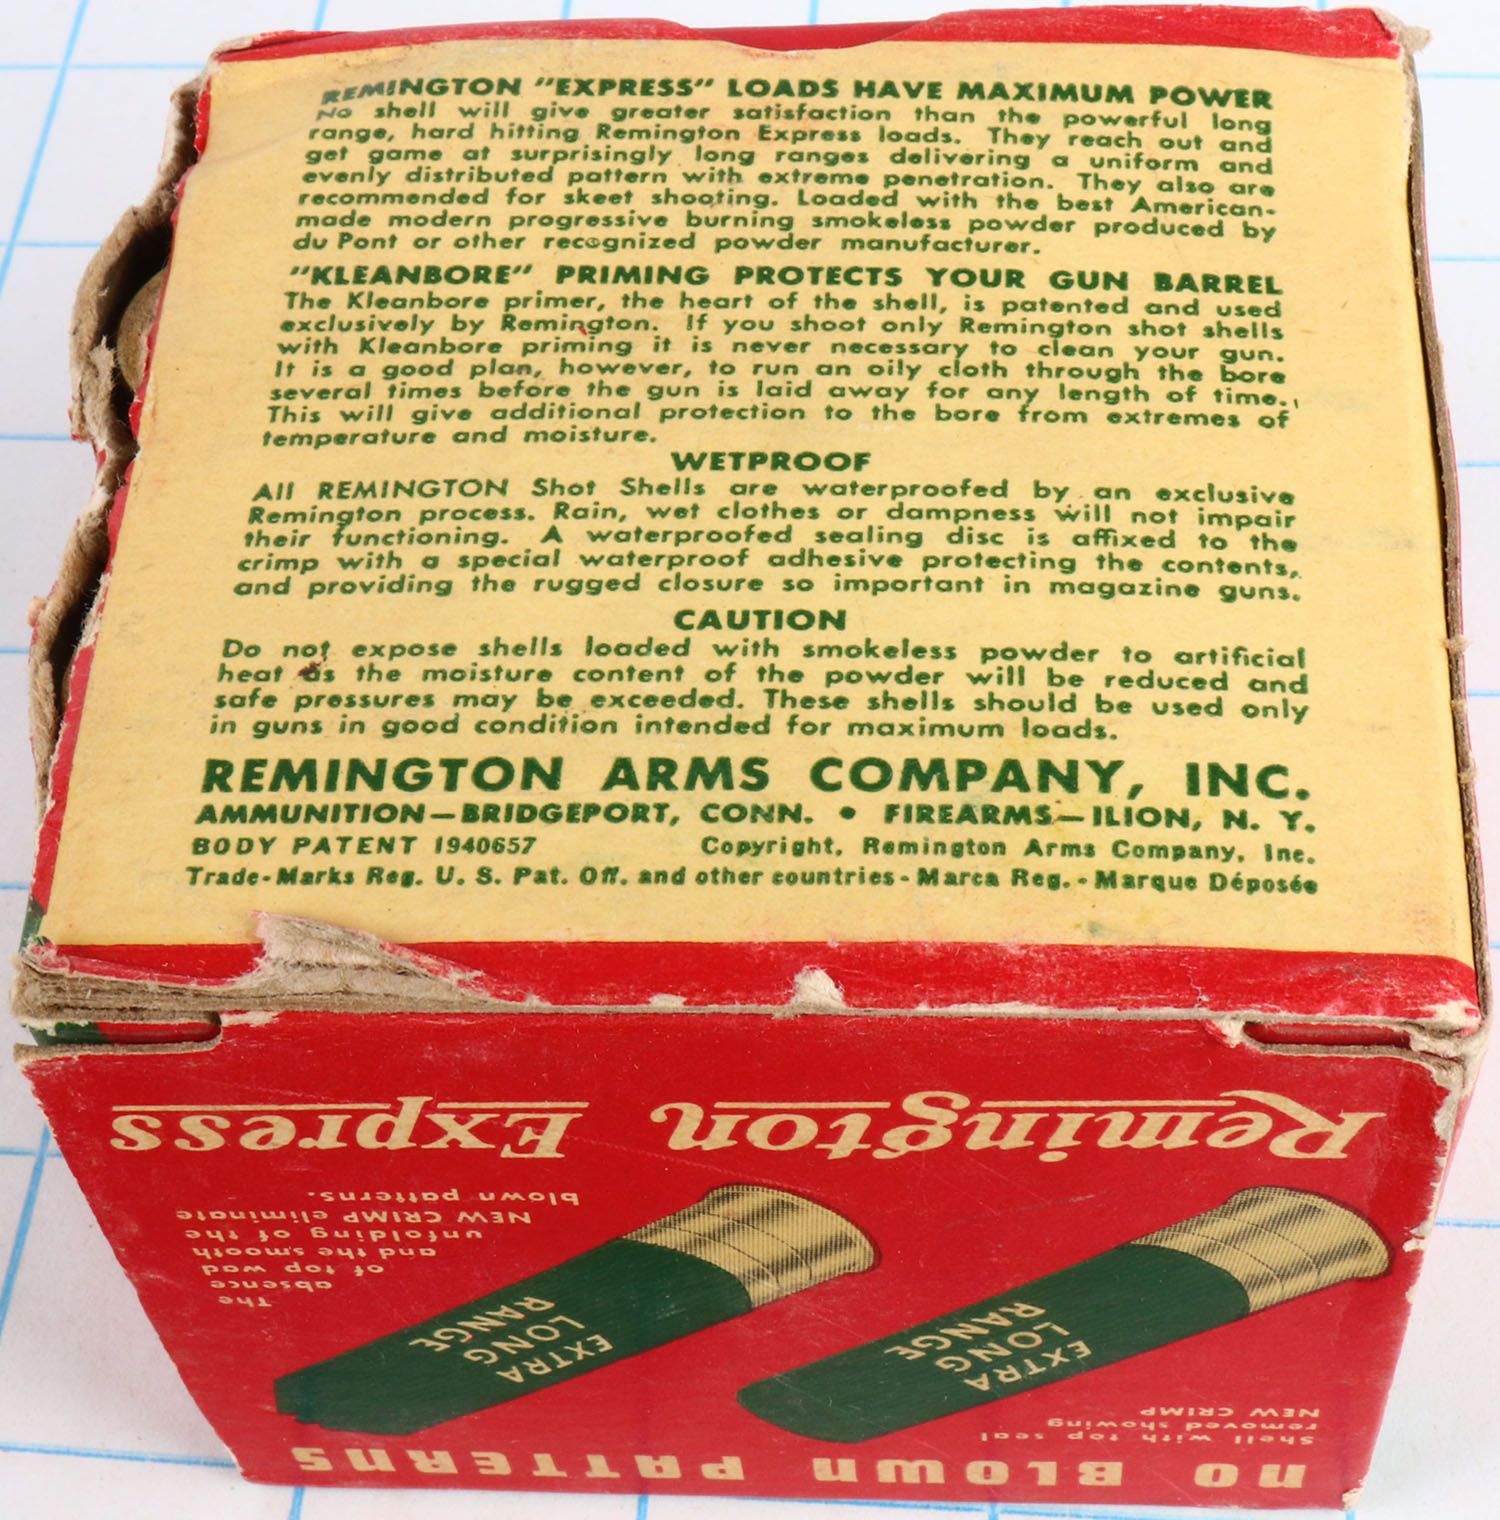 REMINGTON "EXPRESS" LOADS HAVE MAXIMUM POWER
No shell will give greater satisfaction than the powerful long
range, hard hitting Remington Express loads. They reach out and
get game at surprisingly long ranges delivering a uniform and
evenly distributed pattern with extreme penetration. They also are
recommended for skeet shooting. Loaded with the best American-
made modern progressive burning smokeless powder produced by
du Pont or other recognized powder manufacturer.
"KLEANBORE" PRIMING PROTECTS YOUR GUN BARREL
The Kleanbore primer, the heart of the shell, is patented and used
exclusively by Remington. If you shoot only Remington shot shells
with Kleanbore priming it is never necessary to clean your gun.
It is a good plan, however, to run an oily cloth through the bore
several times before the gun is laid away for any length of time.
This will give additional protection to the bore from extremes of
temperature and moisture.
WETPROOF
All REMINGTON Shot Shells are waterproofed by an exclusive
Remington process. Rain, wet clothes or dampness will not impair
their functioning. A waterproofed sealing disc is affixed to the
crimp with a special waterproof adhesive protecting the contents,
and providing the rugged closure so important in magazine guns.
CAUTION
Do not expose shells loaded with smokeless powder to artificial
heat as the moisture content of the powder will be reduced and
safe pressures may be exceeded. These shells should be used only
in guns in good condition intended for maximum loads.
REMINGTON ARMS COMPANY, INC.
AMMUNITION—BRIDGEPORT, CONN. • FIREARMS—ILION, N. Y.
BODY PATENT 1940657 Copyright, Remington Arms Company, Inc.
Trade-Marks Reg. U. S. Pat. Off. and other countries - Marca Reg. - Marque Déposée
NO BLOWN PATTERNS
Shell with top seal
removed showing
NEW CRIMP
EXTRA
LONG
RANGE
EXTRA
LONG
RANGE
The
absence
of top wad
and the smooth
unfolding of the
NEW CRIMP eliminate
blown patterns.
Remington Express